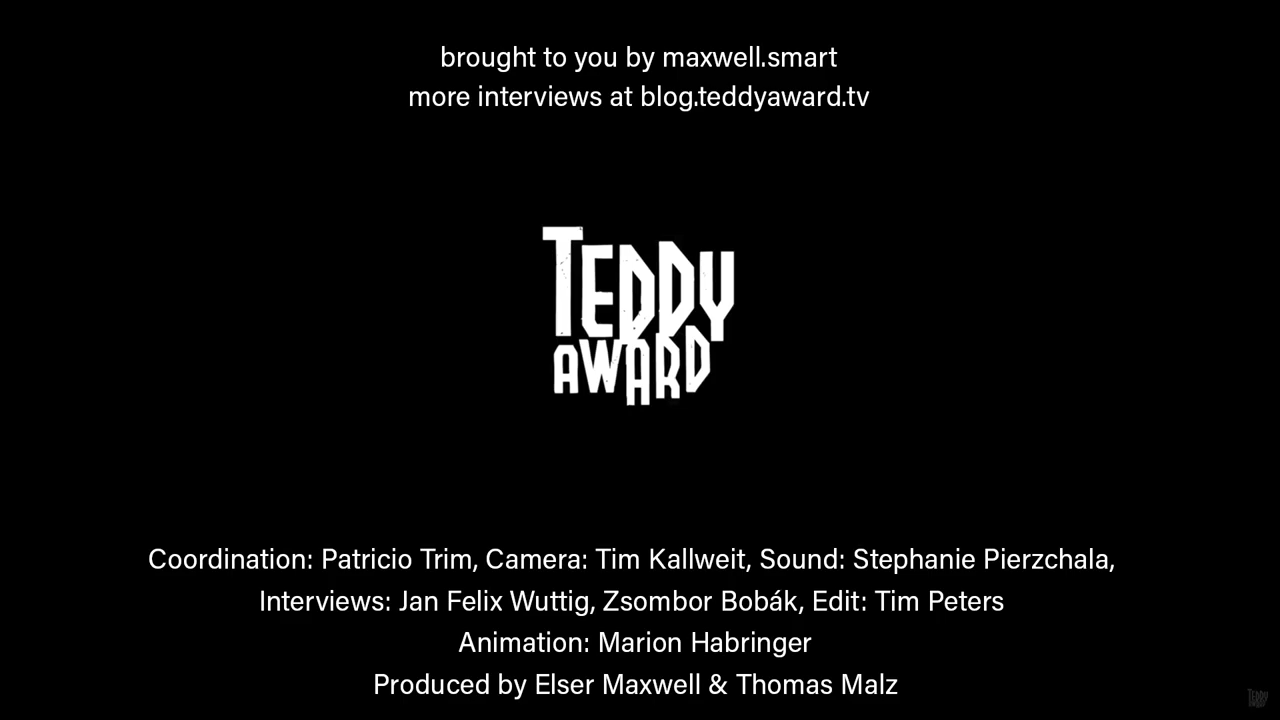 brought to you by maxwell.smart
more interviews at blog.teddyaward.tv
TEDDY
AWARD
Coordination: Patricio Trim, Camera: Tim Kallweit, Sound: Stephanie Pierzchala,
Interviews: Jan Felix Wuttig, Zsombor Bobák, Edit: Tim Peters
Animation: Marion Habringer
Produced by Elser Maxwell & Thomas Malz
TEDDY
AWARD